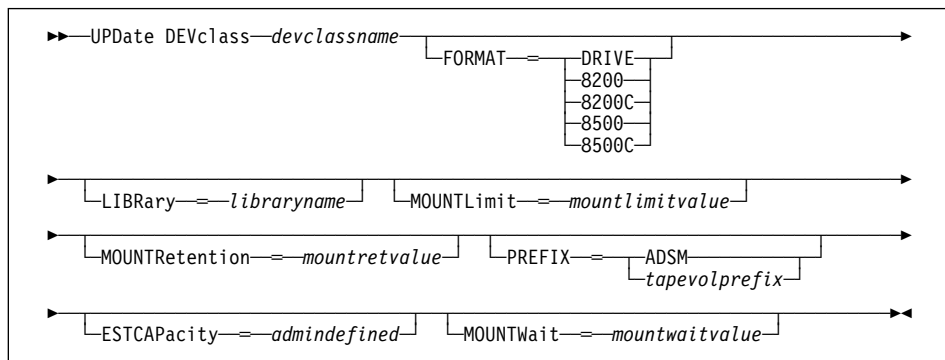 UPDate DEVclass devclassname
FORMAT = DRIVE
8200
8200C
8500
8500C
LIBRary = libraryname MOUNTLimit = mountlimitvalue
MOUNTRetention = mountretvalue PREFIX = ADSM
tapevolprefix
ESTCAPacity = admindefined MOUNTWait = mountwaitvalue